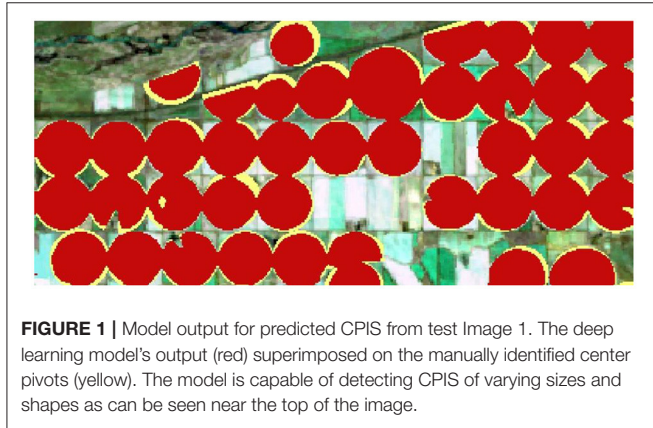 FIGURE 1 | Model output for predicted CPIS from test Image 1. The deep
learning model's output (red) superimposed on the manually identified center
pivots (yellow). The model is capable of detecting CPIS of varying sizes and
shapes as can be seen near the top of the image.